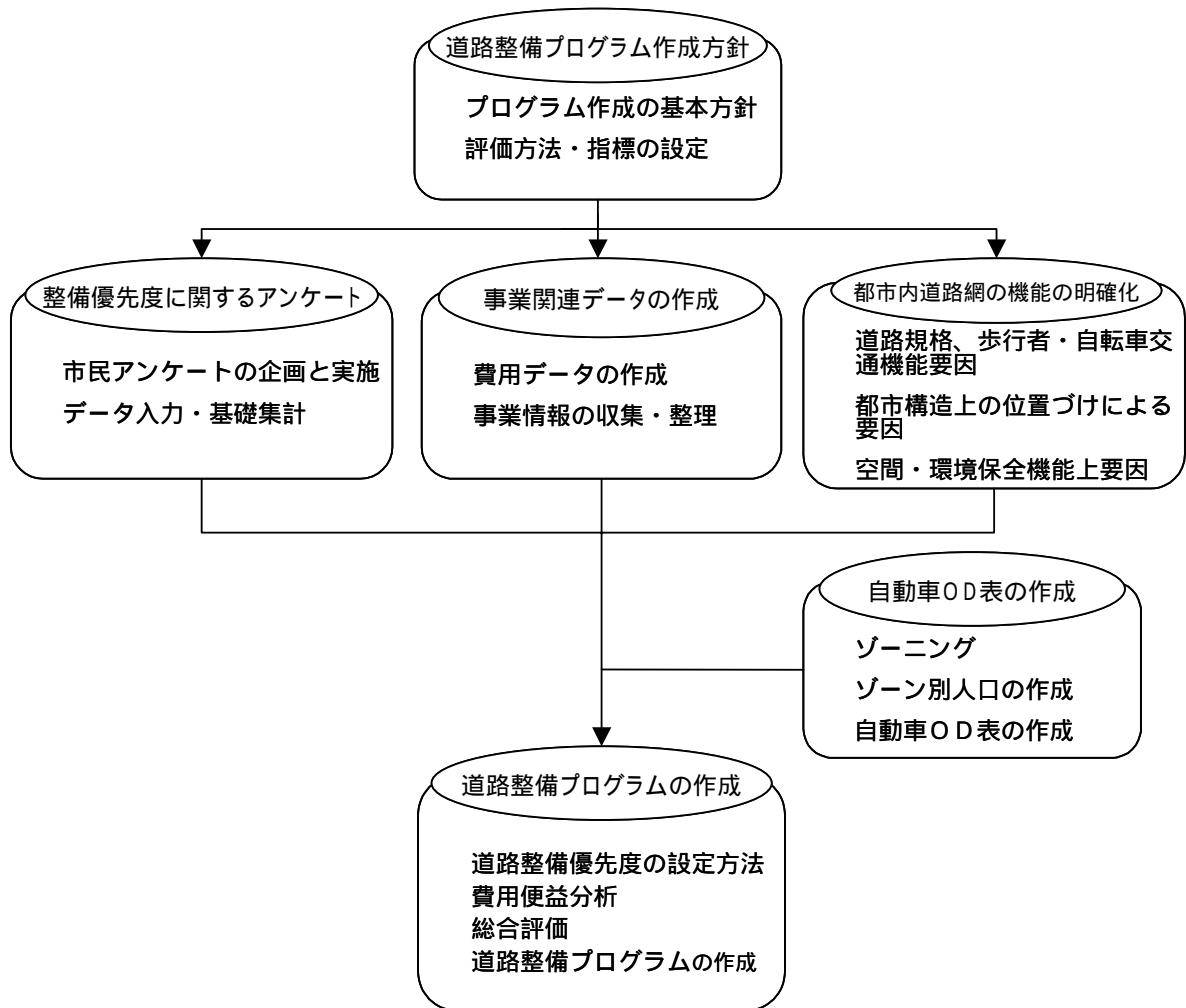 道路整備プログラム作成方針
プログラム作成の基本方針
評価方法・指標の設定
整備優先度に関するアンケート
市民アンケートの企画と実施
データ入力・基礎集計
事業関連データの作成
費用データの作成
事業情報の収集・整理
都市内道路網の機能の明確化
道路規格、歩行者・自転車交
通機能要因
都市構造上の位置づけによる
要因
空間・環境保全機能上要因
自動車OD表の作成
ゾーニング
ゾーン別人口の作成
自動車OD表の作成
道路整備プログラムの作成
道路整備優先度の設定方法
費用便益分析
総合評価
道路整備プログラムの作成